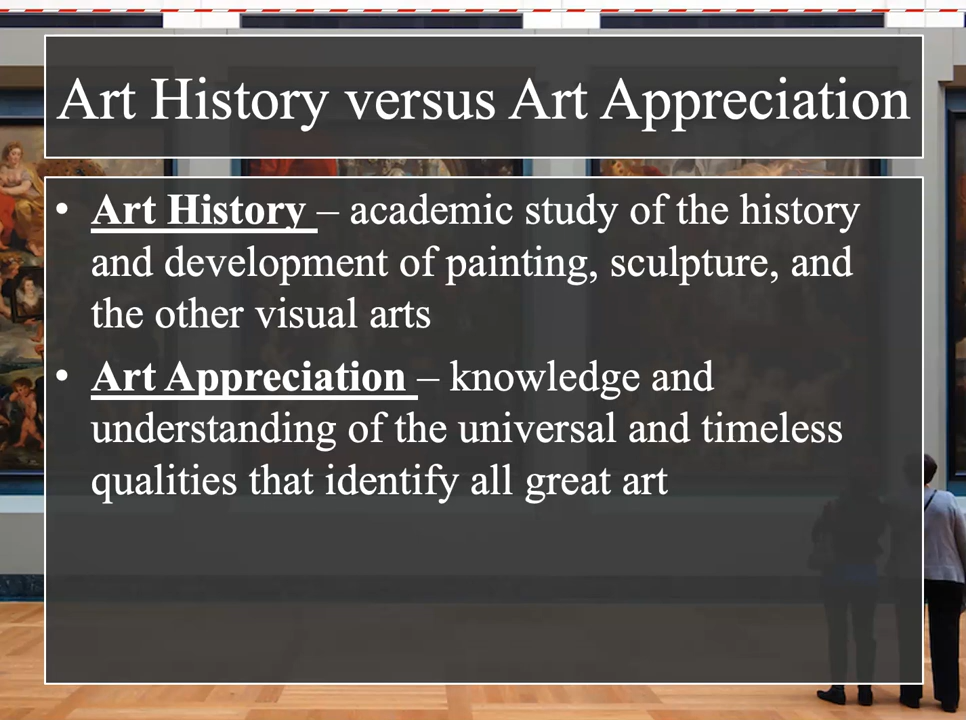 Art History versus Art Appreciation
• Art History – academic study of the history
and development of painting, sculpture, and
the other visual arts
• Art Appreciation – knowledge and
understanding of the universal and timeless
qualities that identify all great art